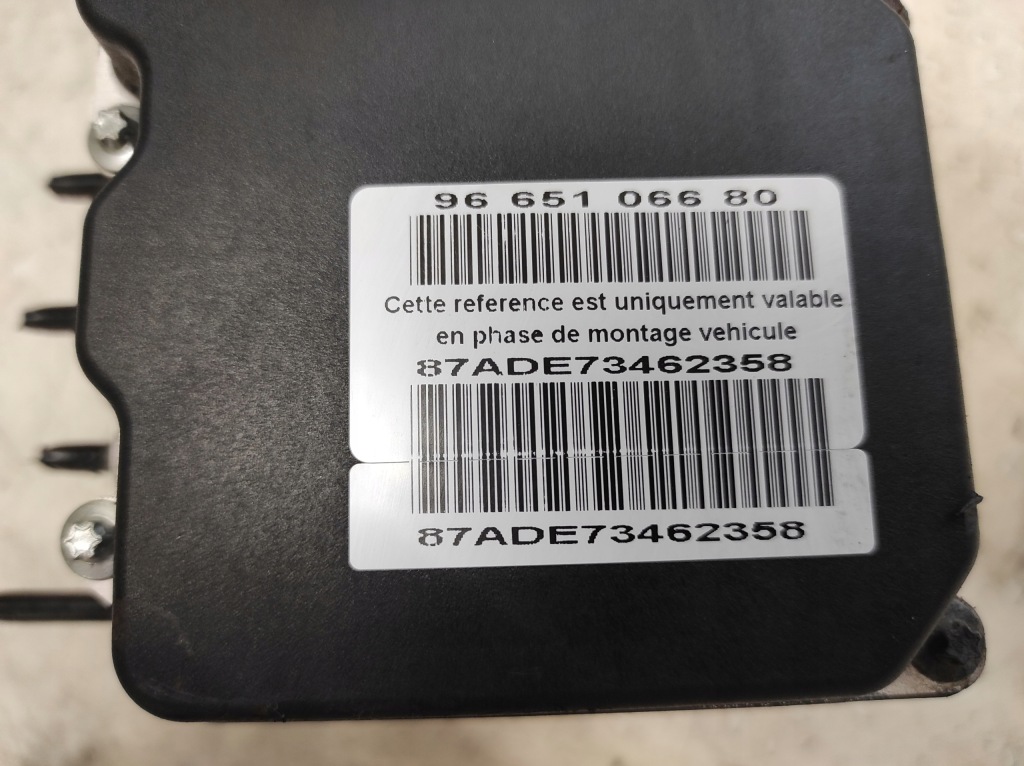 96 651 066 80
Cette reference est uniquement valable
en phase de montage vehicule
87ADE73462358
87ADE73462358